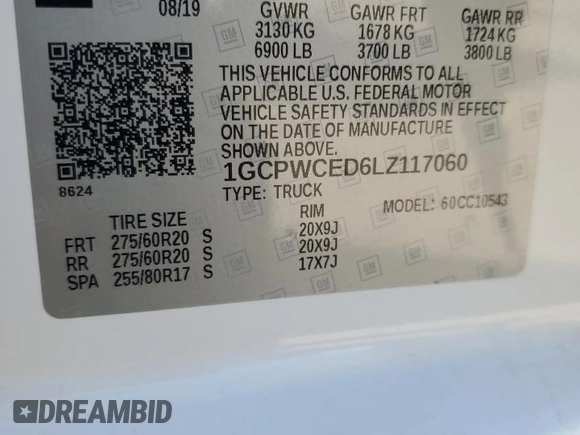 08/19 GVWR GAWR FRT GAWR RR
3130 KG 1678 KG 1724 KG
6900 LB 3700 LB 3800 LB
THIS VEHICLE CONFORMS TO ALL
APPLICABLE U.S. FEDERAL MOTOR
VEHICLE SAFETY STANDARDS IN EFFECT
ON THE DATE OF MANUFACTURE
SHOWN ABOVE.
1GCPWCED6LZ117060
8624
TYPE: TRUCK
MODEL: 60CC10543
TIRE SIZE RIM
FRT 275/60R20 S 20X9J
RR 275/60R20 S 20X9J
SPA 255/80R17 S 17X7J
GM
DREAMBID